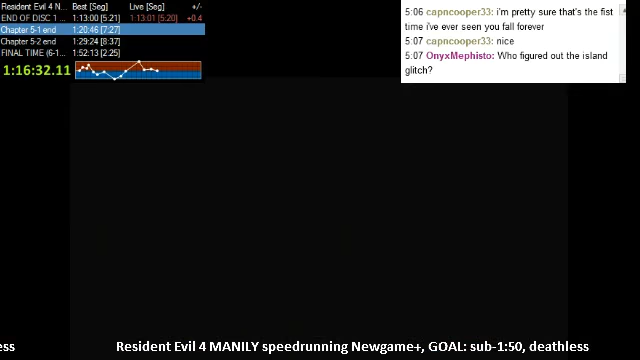 Resident Evil 4 N... Best [Seg] Live [Seg] +/-
END OF DISC 1 1:13:00 [5:21] 1:13:01 [5:20] +0.4
Chapter 5-1 end 1:20:46 [7:27]
Chapter 5-2 end 1:29:24 [8:37]
FINAL TIME (6-1... 1:52:13 [2:25]
1:16:32.11
5:06 capncooper33: i'm pretty sure that's the fist
time i've ever seen you fall forever
5:07 capncooper33: nice
5:07 OnyxMephisto: Who figured out the island
glitch?
ess Resident Evil 4 MANILY speedrunning Newgame+, GOAL: sub-1:50, deathless